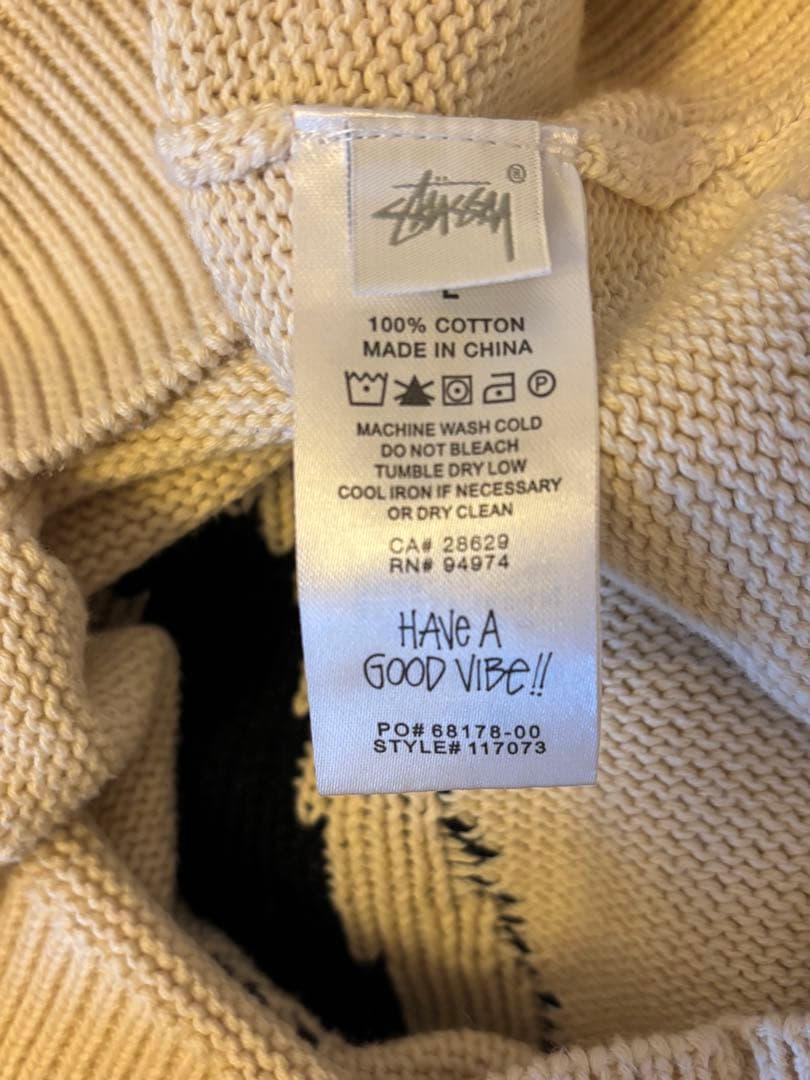 STÜSSY®
L
100% COTTON
MADE IN CHINA
P
MACHINE WASH COLD
DO NOT BLEACH
TUMBLE DRY LOW
COOL IRON IF NECESSARY
OR DRY CLEAN
CA# 28629
RN# 94974
HAVe A
GOOD VIBe!!
PO# 68178-00
STYLE# 117073